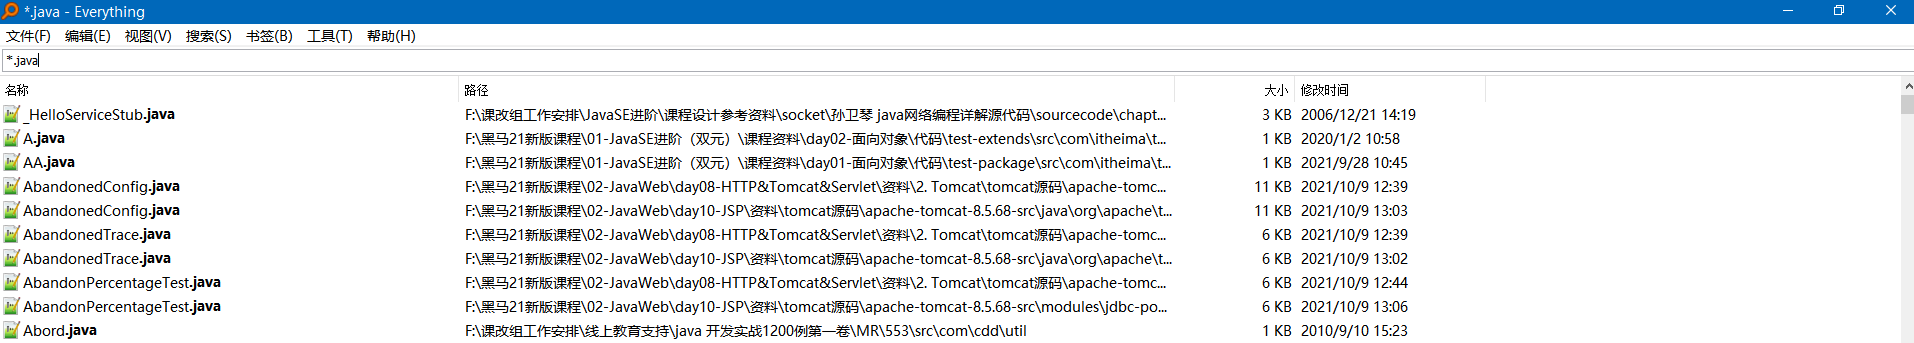 *.java - Everything
文件(F) 编辑(E) 视图(V) 搜索(S) 书签(B) 工具(T) 帮助(H)
*.java
名称 路径 大小 修改时间
_HelloServiceStub.java F:\课改组工作安排\JavaSE进阶\课程设计参考资料\socket\孙卫琴 java网络编程详解源代码\sourcecode\chapt... 3 KB 2006/12/21 14:19
A.java F:\黑马21新版课程\01-JavaSE进阶（双元）\课程资料\day02-面向对象\代码\test-extends\src\com\itheima\t... 1 KB 2020/1/2 10:58
AA.java F:\黑马21新版课程\01-JavaSE进阶（双元）\课程资料\day01-面向对象\代码\test-package\src\com\itheima\t... 1 KB 2021/9/28 10:45
AbandonedConfig.java F:\黑马21新版课程\02-JavaWeb\day08-HTTP&Tomcat&Servlet\资料\2. Tomcat\tomcat源码\apache-tomc... 11 KB 2021/10/9 12:39
AbandonedConfig.java F:\黑马21新版课程\02-JavaWeb\day10-JSP\资料\tomcat源码\apache-tomcat-8.5.68-src\java\org\apache\t... 11 KB 2021/10/9 13:03
AbandonedTrace.java F:\黑马21新版课程\02-JavaWeb\day08-HTTP&Tomcat&Servlet\资料\2. Tomcat\tomcat源码\apache-tomc... 6 KB 2021/10/9 12:39
AbandonedTrace.java F:\黑马21新版课程\02-JavaWeb\day10-JSP\资料\tomcat源码\apache-tomcat-8.5.68-src\java\org\apache\t... 6 KB 2021/10/9 13:02
AbandonPercentageTest.java F:\黑马21新版课程\02-JavaWeb\day08-HTTP&Tomcat&Servlet\资料\2. Tomcat\tomcat源码\apache-tomc... 6 KB 2021/10/9 12:44
AbandonPercentageTest.java F:\黑马21新版课程\02-JavaWeb\day10-JSP\资料\tomcat源码\apache-tomcat-8.5.68-src\modules\jdbc-po... 6 KB 2021/10/9 13:06
Abord.java F:\课改组工作安排\线上教育支持\java 开发实战1200例第一卷\MR\553\src\com\cdd\util 1 KB 2010/9/10 15:23